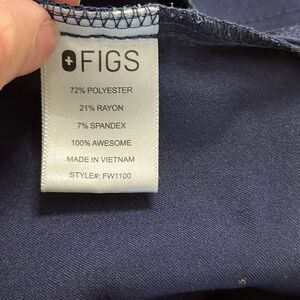 FIGS
72% POLYESTER
21% RAYON
7% SPANDEX
100% AWESOME
MADE IN VIETNAM
STYLE#: FW1100